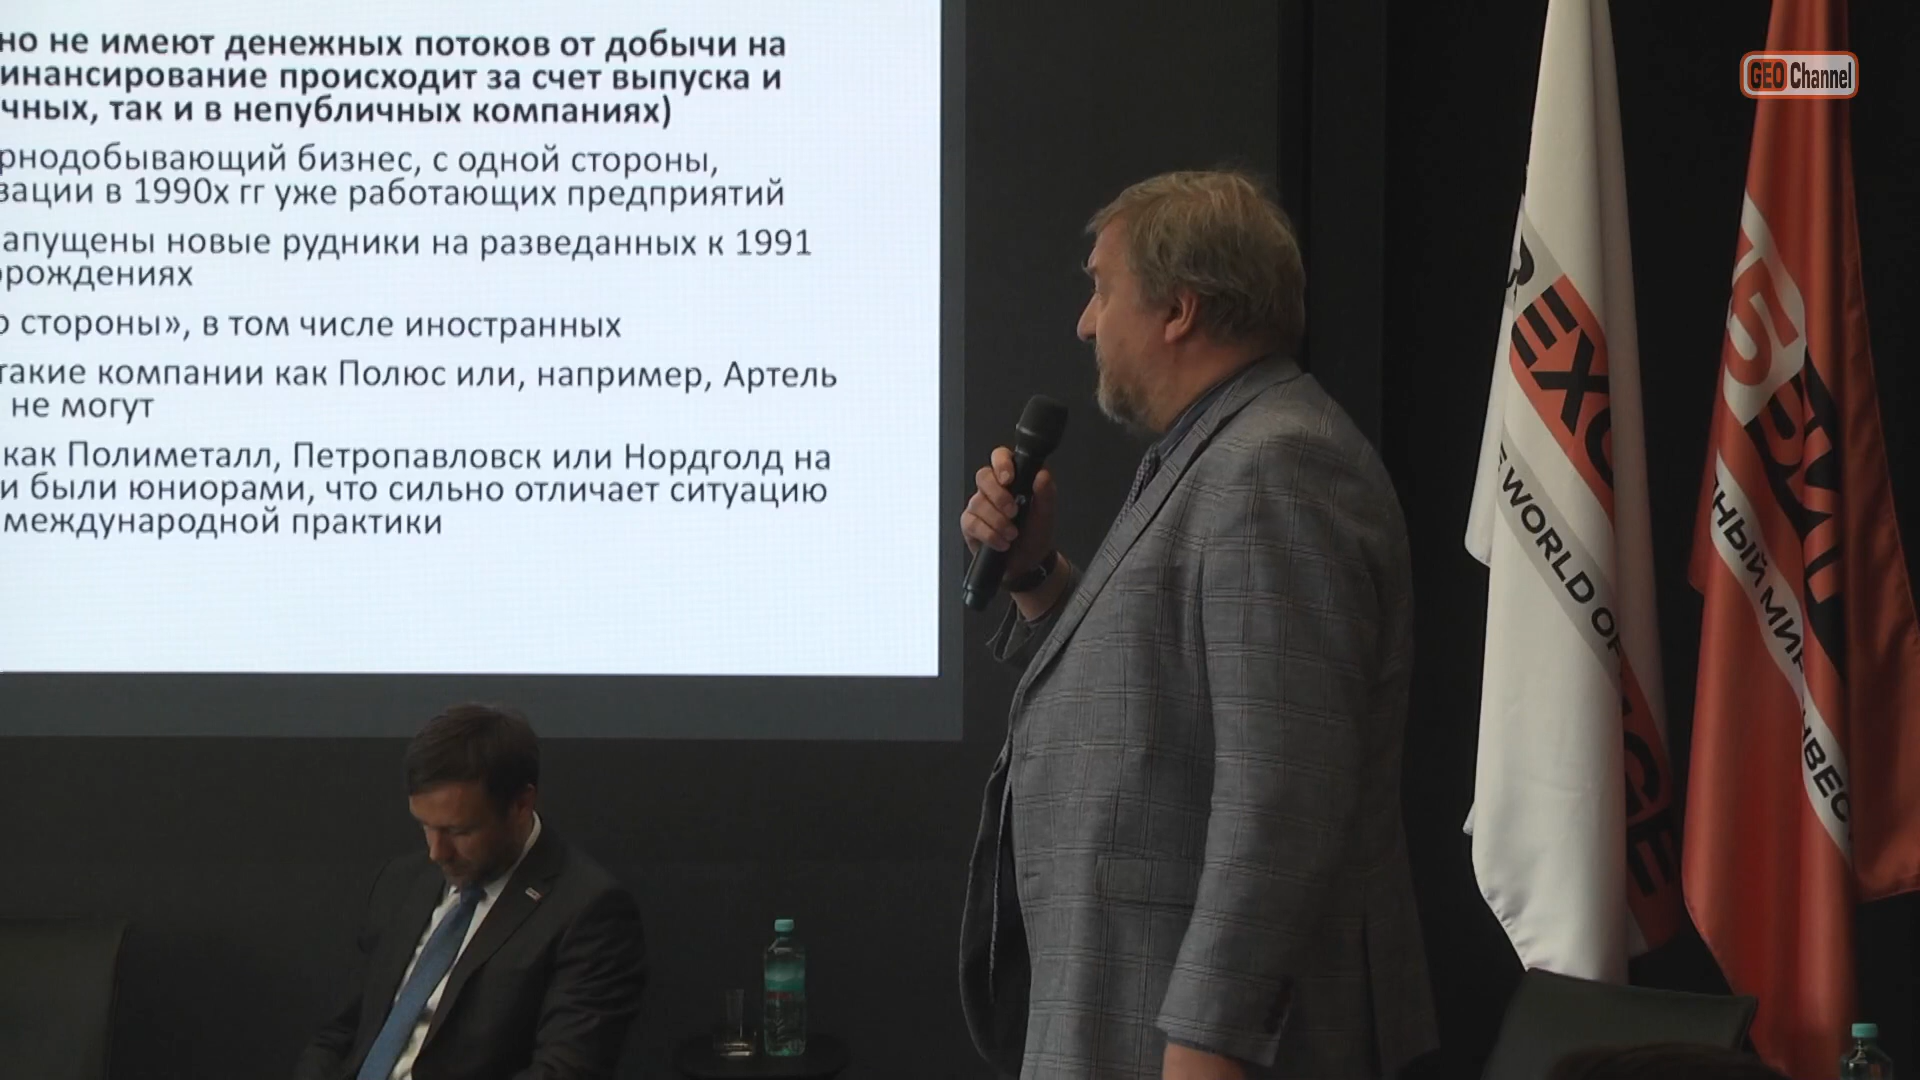 но не имеют денежных потоков от добычи на
инансирование происходит за счет выпуска и
чных, так и в непубличных компаниях)
рнодобывающий бизнес, с одной стороны,
зации в 1990х гг уже работающих предприятий
апущены новые рудники на разведанных к 1991
рождениях
стороны», в том числе иностранных
такие компании как Полюс или, например, Артель
не могут
как Полиметалл, Петропавловск или Нордголд на
и были юниорами, что сильно отличает ситуацию
международной практики
GEO Channel
WORLD OF
НЫЙ МИР